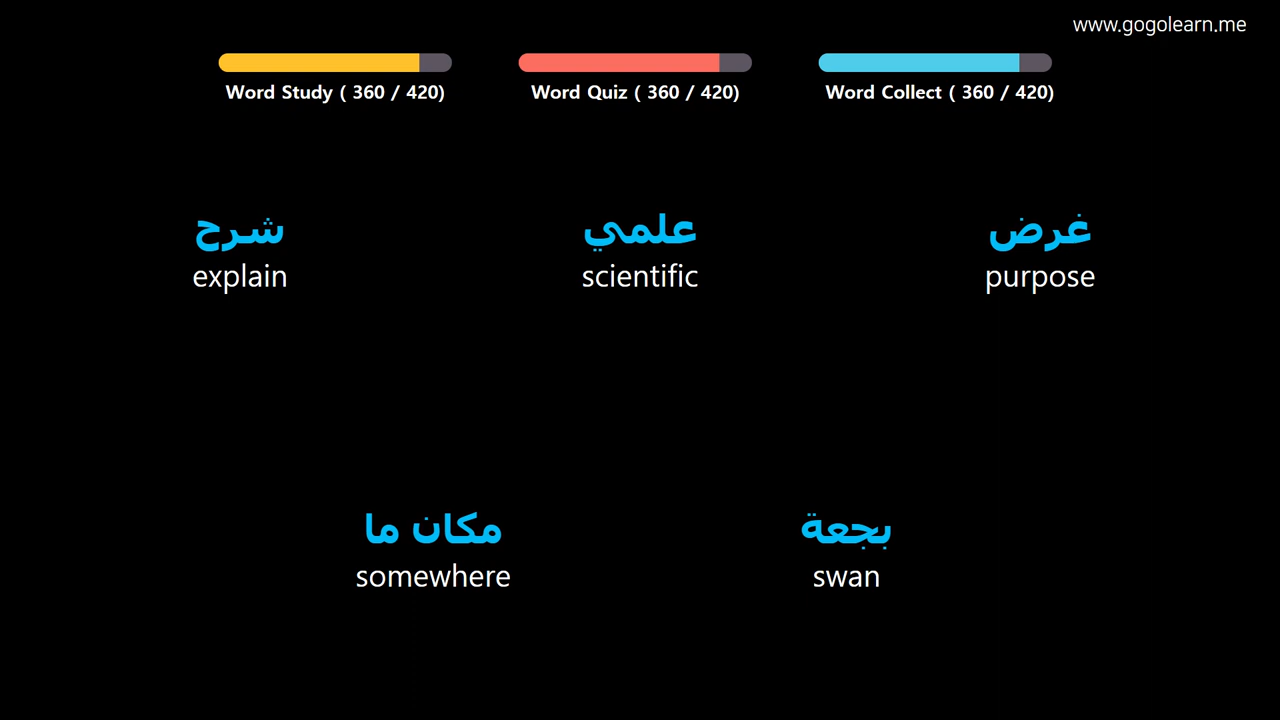 www.gogolearn.me
Word Study ( 360 / 420)
Word Quiz ( 360 / 420)
Word Collect ( 360 / 420)
شرح
explain
علمي
scientific
غرض
purpose
مكان ما
somewhere
بجعة
swan